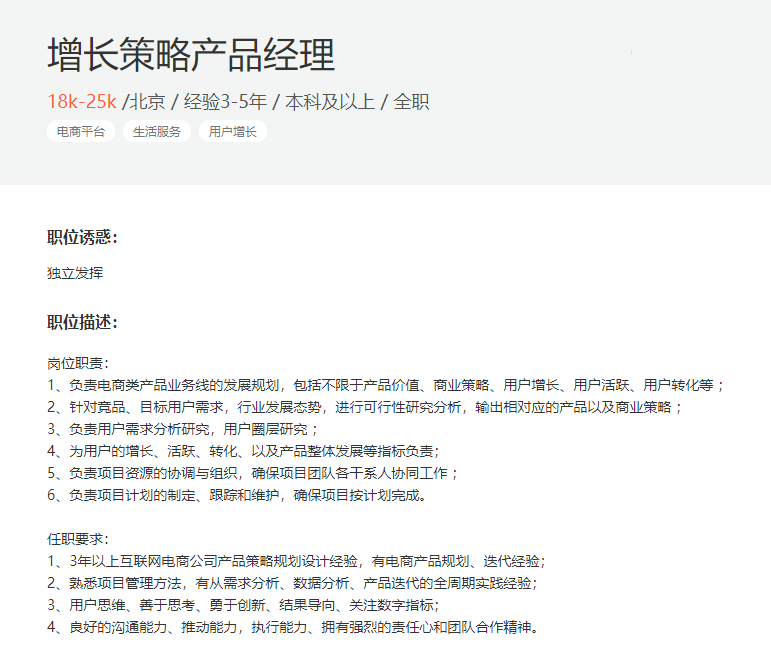 增长策略产品经理
18k-25k /北京 / 经验3-5年 / 本科及以上 / 全职
电商平台 生活服务 用户增长
职位诱惑：
独立发挥
职位描述：
岗位职责：
1、负责电商类产品业务线的发展规划，包括不限于产品价值、商业策略、用户增长、用户活跃、用户转化等；
2、针对竞品、目标用户需求，行业发展态势，进行可行性研究分析，输出相对应的产品以及商业策略；
3、负责用户需求分析研究，用户圈层研究；
4、为用户的增长、活跃、转化、以及产品整体发展等指标负责；
5、负责项目资源的协调与组织，确保项目团队各干系人协同工作；
6、负责项目计划的制定、跟踪和维护，确保项目按计划完成。
任职要求：
1、3年以上互联网电商公司产品策略规划设计经验，有电商产品规划、迭代经验；
2、熟悉项目管理方法，有从需求分析、数据分析、产品迭代的全周期实践经验；
3、用户思维、善于思考、勇于创新、结果导向、关注数字指标；
4、良好的沟通能力、推动能力，执行能力、拥有强烈的责任心和团队合作精神。